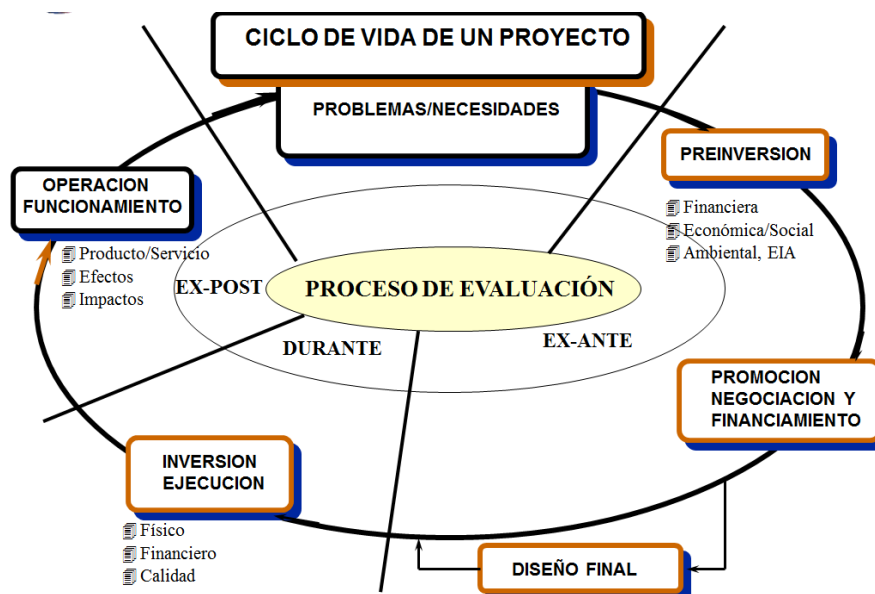 CICLO DE VIDA DE UN PROYECTO
PROBLEMAS/NECESIDADES
PREINVERSION
Financiera
Económica/Social
Ambiental, EIA
OPERACION
FUNCIONAMIENTO
Producto/Servicio
Efectos
Impactos
EX-POST
PROCESO DE EVALUACIÓN
DURANTE
EX-ANTE
PROMOCION
NEGOCIACION Y
FINANCIAMIENTO
INVERSION
EJECUCION
Físico
Financiero
Calidad
DISEÑO FINAL